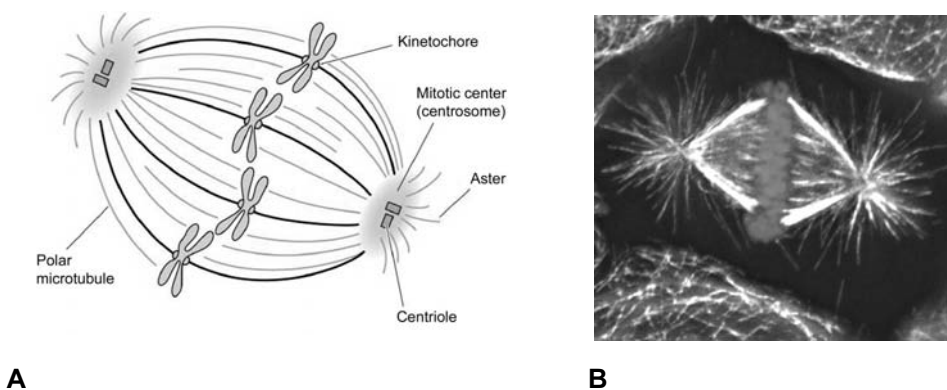 Kinetochore
Mitotic center
(centrosome)
Aster
Polar
microtubule
Centriole
A
B